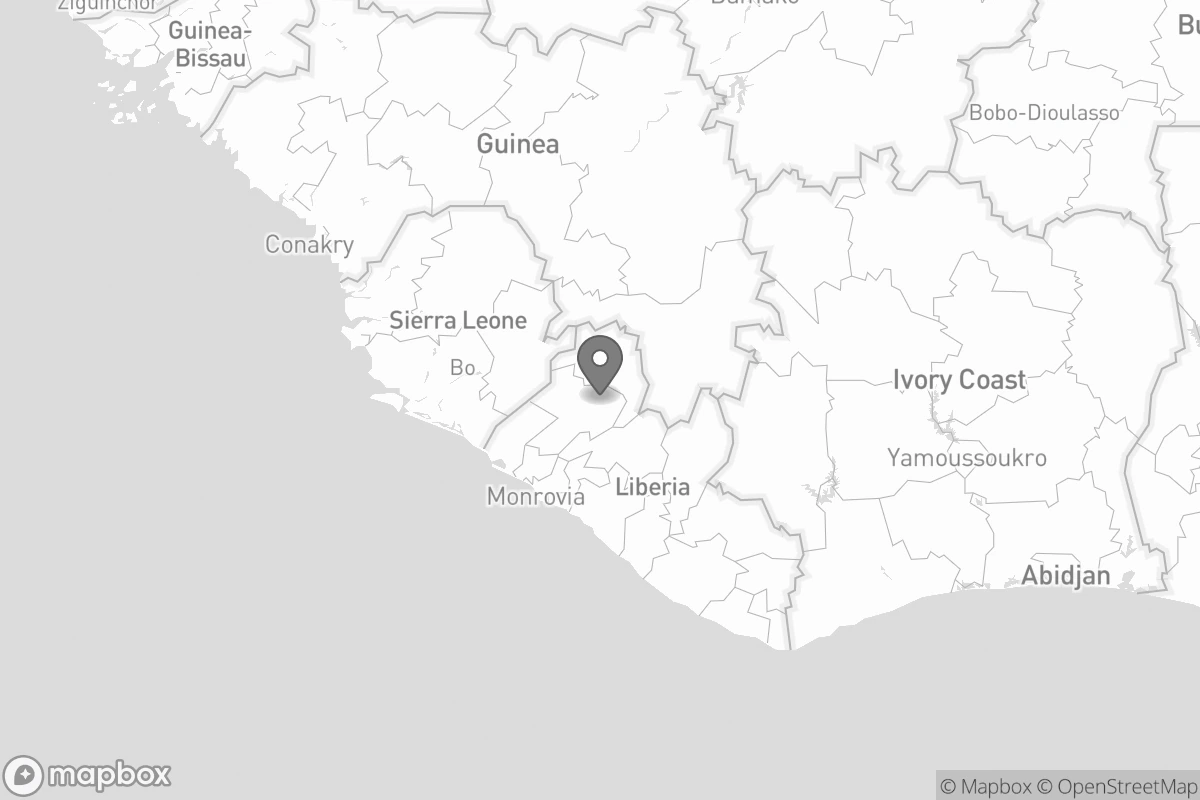 Ziguinchor
Guinea-
Bissau
Bamako
Bobo-Dioulasso
Guinea
Conakry
Sierra Leone
Bo
Ivory Coast
Yamoussoukro
Liberia
Monrovia
Abidjan
mapbox
© Mapbox © OpenStreetMap